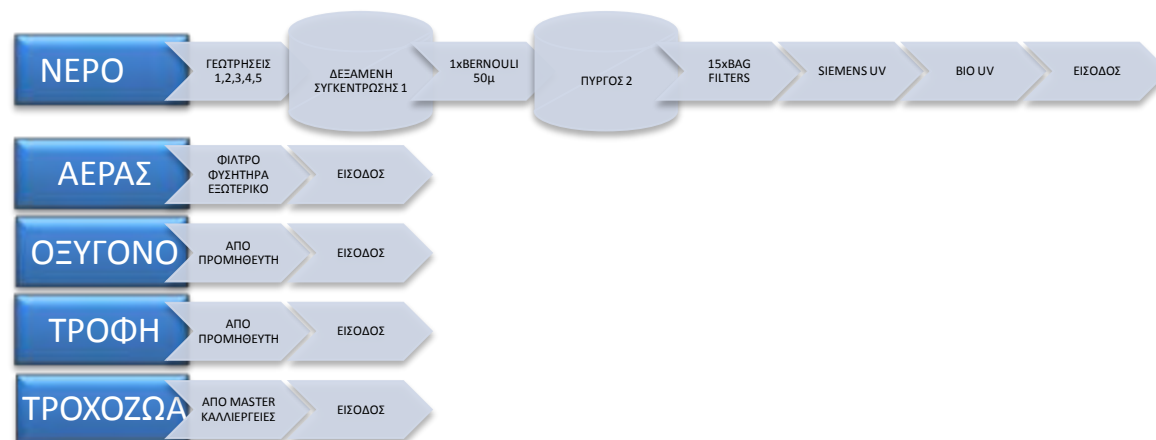 ΝΕΡΟ
ΓΕΩΤΡΗΣΕΙΣ
1,2,3,4,5
ΔΕΞΑΜΕΝΗ
ΣΥΓΚΕΝΤΡΩΣΗΣ 1
1xBERNOULI
50μ
ΠΥΡΓΟΣ 2
15xBAG
FILTERS
SIEMENS UV
BIO UV
ΕΙΣΟΔΟΣ
ΑΕΡΑΣ
ΦΙΛΤΡΟ
ΦΥΣΗΤΗΡΑ
ΕΞΩΤΕΡΙΚΟ
ΕΙΣΟΔΟΣ
ΟΞΥΓΟΝΟ
ΑΠΟ
ΠΡΟΜΗΘΕΥΤΗ
ΕΙΣΟΔΟΣ
ΤΡΟΦΗ
ΑΠΟ
ΠΡΟΜΗΘΕΥΤΗ
ΕΙΣΟΔΟΣ
ΤΡΟΧΟΖΩΑ
ΑΠΟ MASTER
ΚΑΛΛΙΕΡΓΕΙΕΣ
ΕΙΣΟΔΟΣ